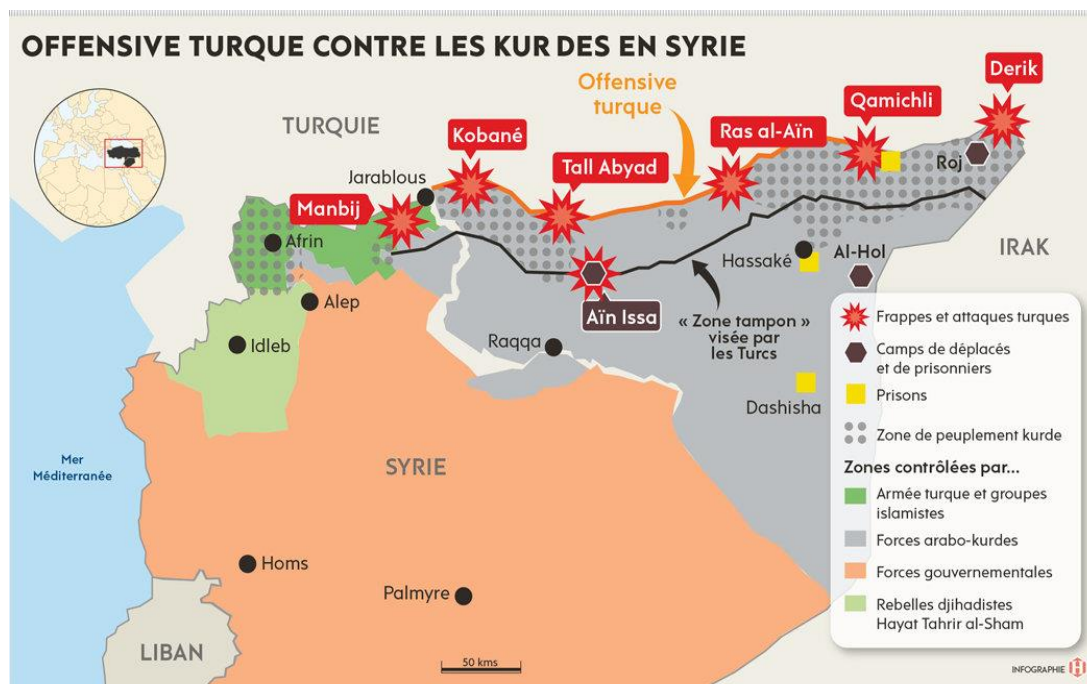 OFFENSIVE TURQUE CONTRE LES KURDES EN SYRIE
Offensive
turque
Derik
Qamichli
TURQUIE
Kobané
Ras al-Aïn
Tall Abyad
Roj
Jarablous
Manbij
Afrin
IRAK
Hassaké
Al-Hol
Alep
Aïn Issa
« Zone tampon »
visée par
les Turcs
Idleb
Raqqa
Dashisha
Mer
Méditerranée
SYRIE
Homs
Palmyre
LIBAN
50 kms
Frappes et attaques turques
Camps de déplacés
et de prisonniers
Prisons
Zone de peuplement kurde
Zones contrôlées par...
Armée turque et groupes
islamistes
Forces arabo-kurdes
Forces gouvernementales
Rebelles djihadistes
Hayat Tahrir al-Sham
INFOGRAPHIE H